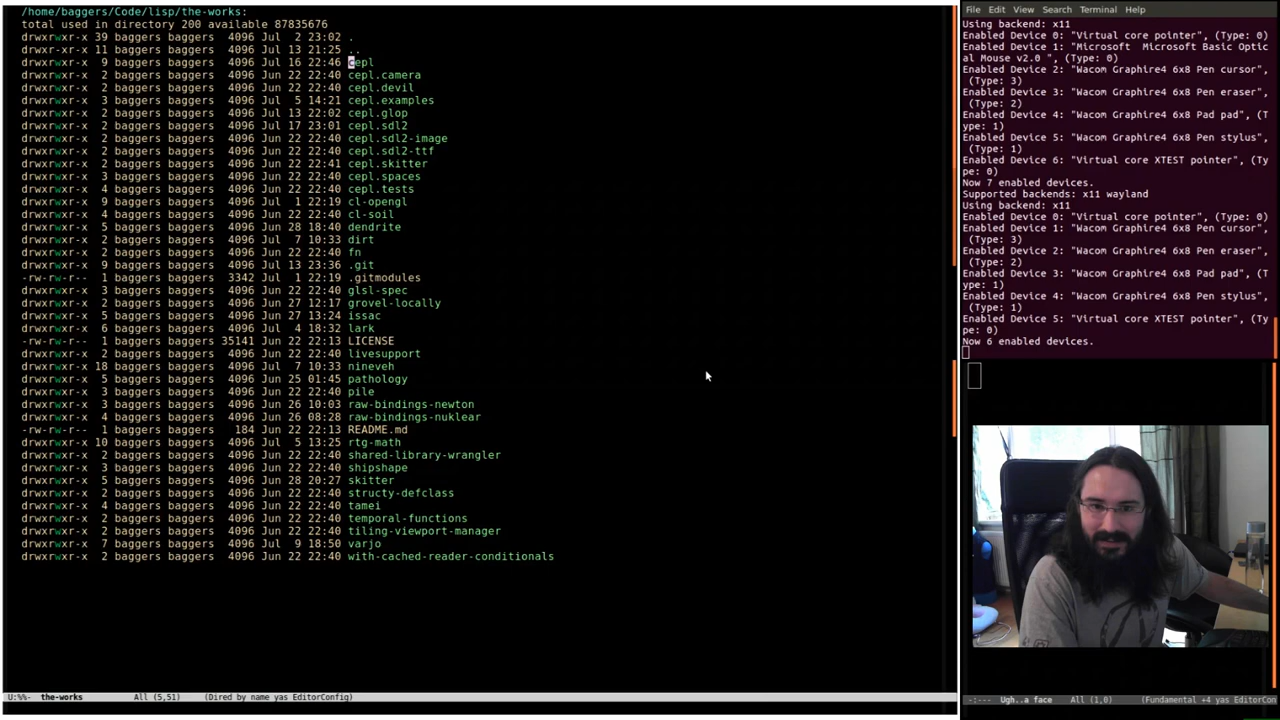 /home/baggers/Code/lisp/the-works:
total used in directory 200 available 87835676
drwxrwxr-x 39 baggers baggers  4096 Jul  2 23:02 .
drwxr-xr-x 11 baggers baggers  4096 Jul 13 21:25 ..
drwxrwxr-x  9 baggers baggers  4096 Jul 16 22:46 cepl
drwxrwxr-x  2 baggers baggers  4096 Jun 22 22:40 cepl.camera
drwxrwxr-x  2 baggers baggers  4096 Jun 22 22:40 cepl.devil
drwxrwxr-x  3 baggers baggers  4096 Jul  5 14:21 cepl.examples
drwxrwxr-x  2 baggers baggers  4096 Jul 13 22:02 cepl.glop
drwxrwxr-x  2 baggers baggers  4096 Jul 17 23:01 cepl.sdl2
drwxrwxr-x  2 baggers baggers  4096 Jun 22 22:40 cepl.sdl2-image
drwxrwxr-x  2 baggers baggers  4096 Jun 22 22:40 cepl.sdl2-ttf
drwxrwxr-x  2 baggers baggers  4096 Jun 22 22:41 cepl.skitter
drwxrwxr-x  3 baggers baggers  4096 Jun 22 22:40 cepl.spaces
drwxrwxr-x  4 baggers baggers  4096 Jun 22 22:40 cepl.tests
drwxrwxr-x  9 baggers baggers  4096 Jul  1 22:19 cl-opengl
drwxrwxr-x  4 baggers baggers  4096 Jun 22 22:40 cl-soil
drwxrwxr-x  5 baggers baggers  4096 Jun 28 18:40 dendrite
drwxrwxr-x  2 baggers baggers  4096 Jul  7 10:33 dirt
drwxrwxr-x  2 baggers baggers  4096 Jun 22 22:40 fn
drwxrwxr-x  9 baggers baggers  4096 Jul 13 23:36 .git
-rw-rw-r--  1 baggers baggers  3342 Jul  1 22:19 .gitmodules
drwxrwxr-x  3 baggers baggers  4096 Jun 22 22:40 glsl-spec
drwxrwxr-x  2 baggers baggers  4096 Jun 27 12:17 grovel-locally
drwxrwxr-x  5 baggers baggers  4096 Jun 27 13:24 issac
drwxrwxr-x  6 baggers baggers  4096 Jul  4 18:32 lark
-rw-rw-r--  1 baggers baggers 35141 Jun 22 22:13 LICENSE
drwxrwxr-x  2 baggers baggers  4096 Jun 22 22:40 livesupport
drwxrwxr-x 18 baggers baggers  4096 Jul  7 10:33 nineveh
drwxrwxr-x  5 baggers baggers  4096 Jun 25 01:45 pathology
drwxrwxr-x  3 baggers baggers  4096 Jun 22 22:40 pile
drwxrwxr-x  3 baggers baggers  4096 Jun 26 10:03 raw-bindings-newton
drwxrwxr-x  4 baggers baggers  4096 Jun 26 08:28 raw-bindings-nuklear
-rw-rw-r--  1 baggers baggers   184 Jun 22 22:13 README.md
drwxrwxr-x 10 baggers baggers  4096 Jul  5 13:25 rtg-math
drwxrwxr-x  2 baggers baggers  4096 Jun 22 22:40 shared-library-wrangler
drwxrwxr-x  3 baggers baggers  4096 Jun 22 22:40 shipshape
drwxrwxr-x  5 baggers baggers  4096 Jun 28 20:27 skitter
drwxrwxr-x  2 baggers baggers  4096 Jun 22 22:40 structy-defclass
drwxrwxr-x  4 baggers baggers  4096 Jun 22 22:40 tamei
drwxrwxr-x  2 baggers baggers  4096 Jun 22 22:40 temporal-functions
drwxrwxr-x  2 baggers baggers  4096 Jun 22 22:40 tiling-viewport-manager
drwxrwxr-x  7 baggers baggers  4096 Jul  9 18:50 varjo
drwxrwxr-x  2 baggers baggers  4096 Jun 22 22:40 with-cached-reader-conditionals
U:%%-  the-works      All (5,51)     (Dired by name yas EditorConfig)
File Edit View Search Terminal Help
Using backend: x11
Enabled Device 0: "Virtual core pointer", (Type: 0)
Enabled Device 1: "Microsoft  Microsoft Basic Optic
al Mouse v2.0 ", (Type: 0)
Enabled Device 2: "Wacom Graphire4 6x8 Pen cursor",
 (Type: 3)
Enabled Device 3: "Wacom Graphire4 6x8 Pen eraser",
 (Type: 2)
Enabled Device 4: "Wacom Graphire4 6x8 Pad pad", (T
ype: 1)
Enabled Device 5: "Wacom Graphire4 6x8 Pen stylus",
 (Type: 1)
Enabled Device 6: "Virtual core XTEST pointer", (Ty
pe: 0)
Now 7 enabled devices.
Supported backends: x11 wayland
Using backend: x11
Enabled Device 0: "Virtual core pointer", (Type: 0)
Enabled Device 1: "Wacom Graphire4 6x8 Pen cursor",
 (Type: 3)
Enabled Device 2: "Wacom Graphire4 6x8 Pen eraser",
 (Type: 2)
Enabled Device 3: "Wacom Graphire4 6x8 Pad pad", (T
ype: 1)
Enabled Device 4: "Wacom Graphire4 6x8 Pen stylus",
 (Type: 1)
Enabled Device 5: "Virtual core XTEST pointer", (Ty
pe: 0)
Now 6 enabled devices.
-:---  Ugh..a face    All (1,0)      (Fundamental +4 yas EditorCon